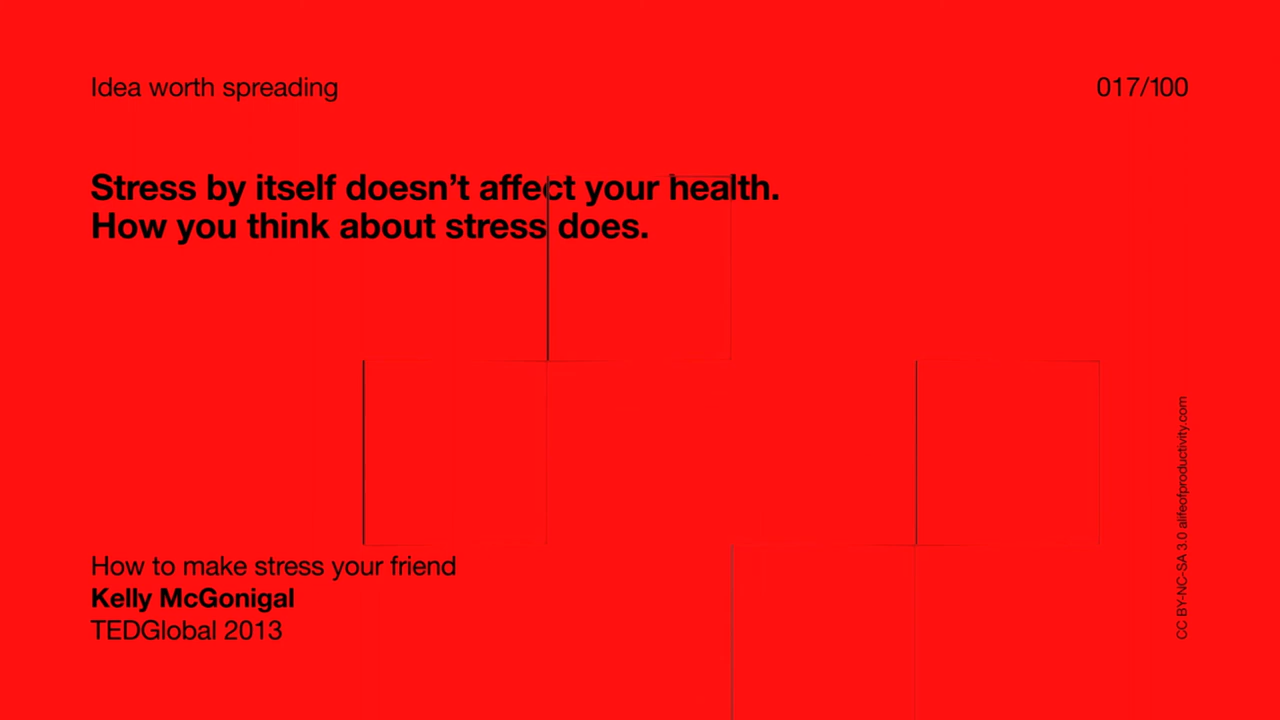 Idea worth spreading
017/100
Stress by itself doesn’t affect your health.
How you think about stress does.
How to make stress your friend
Kelly McGonigal
TEDGlobal 2013
CC BY-NC-SA 3.0 alifeofproductivity.com